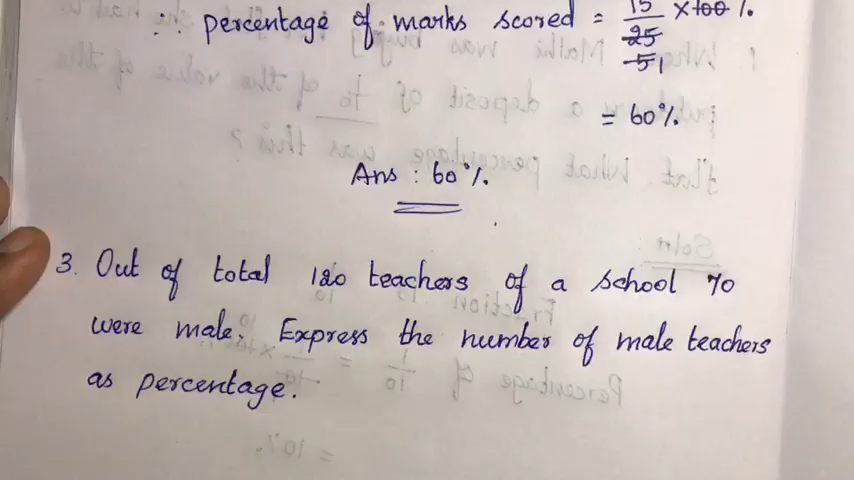 ∴ percentage of marks scored = 15/25 × 100 %.
5 1
= 60%.
Ans : 60%.
3. Out of total 120 teachers of a school 70
were male. Express the number of male teachers
as percentage.